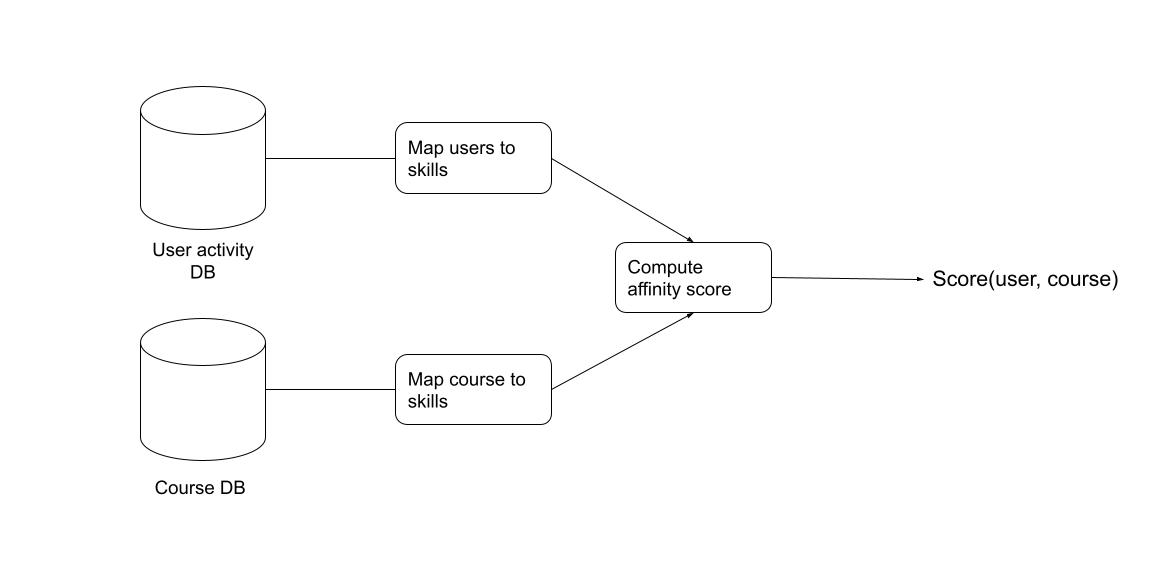 Map users to
skills
User activity
DB
Compute
affinity score
Score(user, course)
Map course to
skills
Course DB